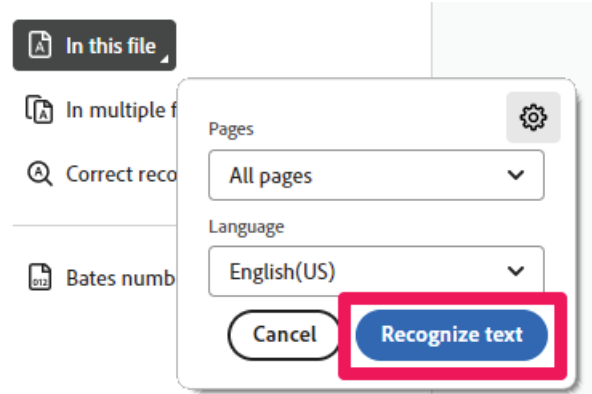 In this file
In multiple f
Correct reco
Bates numb
Pages
All pages
Language
English(US)
Cancel
Recognize text